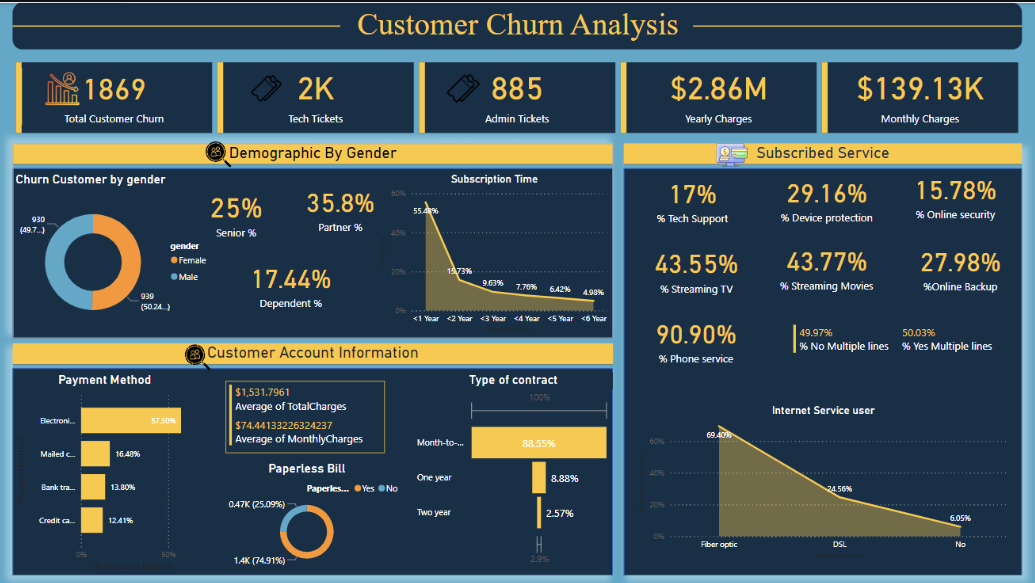 Customer Churn Analysis
1869
Total Customer Churn
2K
Tech Tickets
885
Admin Tickets
$2.86M
Yearly Charges
$139.13K
Monthly Charges
Demographic By Gender
Churn Customer by gender
930
(49.7...)
939
(50.24...)
gender
Female
Male
25%
Senior %
35.8%
Partner %
17.44%
Dependent %
Subscription Time
60%
40%
20%
0%
55.48%
15.73%
9.63%
7.76%
6.42%
4.98%
<1 Year
<2 Year
<3 Year
<4 Year
<5 Year
<6 Year
Subscribed Service
17%
% Tech Support
29.16%
% Device protection
15.78%
% Online security
43.55%
% Streaming TV
43.77%
% Streaming Movies
27.98%
%Online Backup
90.90%
% Phone service
49.97%
% No Multiple lines
50.03%
% Yes Multiple lines
Internet Service user
60%
40%
20%
0%
69.40%
24.56%
6.05%
Fiber optic
DSL
No
Customer Account Information
Payment Method
Electroni...
57.30%
Mailed c...
16.48%
Bank tra...
13.80%
Credit ca...
12.41%
0%
50%
$1,531.7961
Average of TotalCharges
$74.44133226324237
Average of MonthlyCharges
Paperless Bill
Paperles...
Yes
No
0.47K (25.09%)
1.4K (74.91%)
Type of contract
100%
Month-to-...
88.55%
One year
8.88%
Two year
2.57%
2.9%